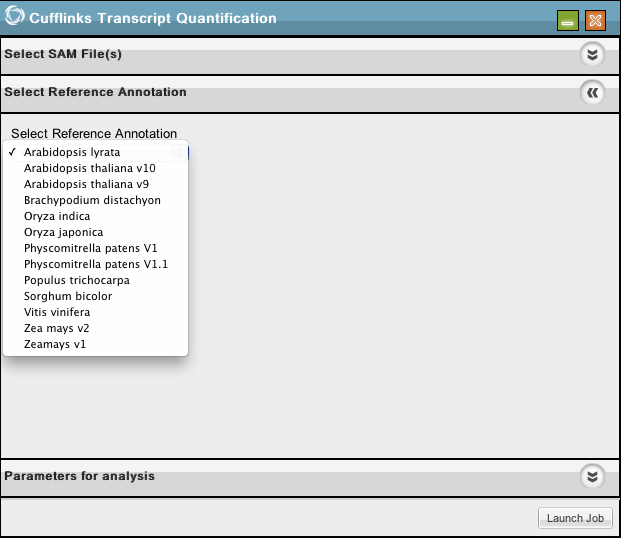 Cufflinks Transcript Quantification
Select SAM File(s)
Select Reference Annotation
Select Reference Annotation
✓ Arabidopsis lyrata
Arabidopsis thaliana v10
Arabidopsis thaliana v9
Brachypodium distachyon
Oryza indica
Oryza japonica
Physcomitrella patens V1
Physcomitrella patens V1.1
Populus trichocarpa
Sorghum bicolor
Vitis vinifera
Zea mays v2
Zeamays v1
Parameters for analysis
Launch Job